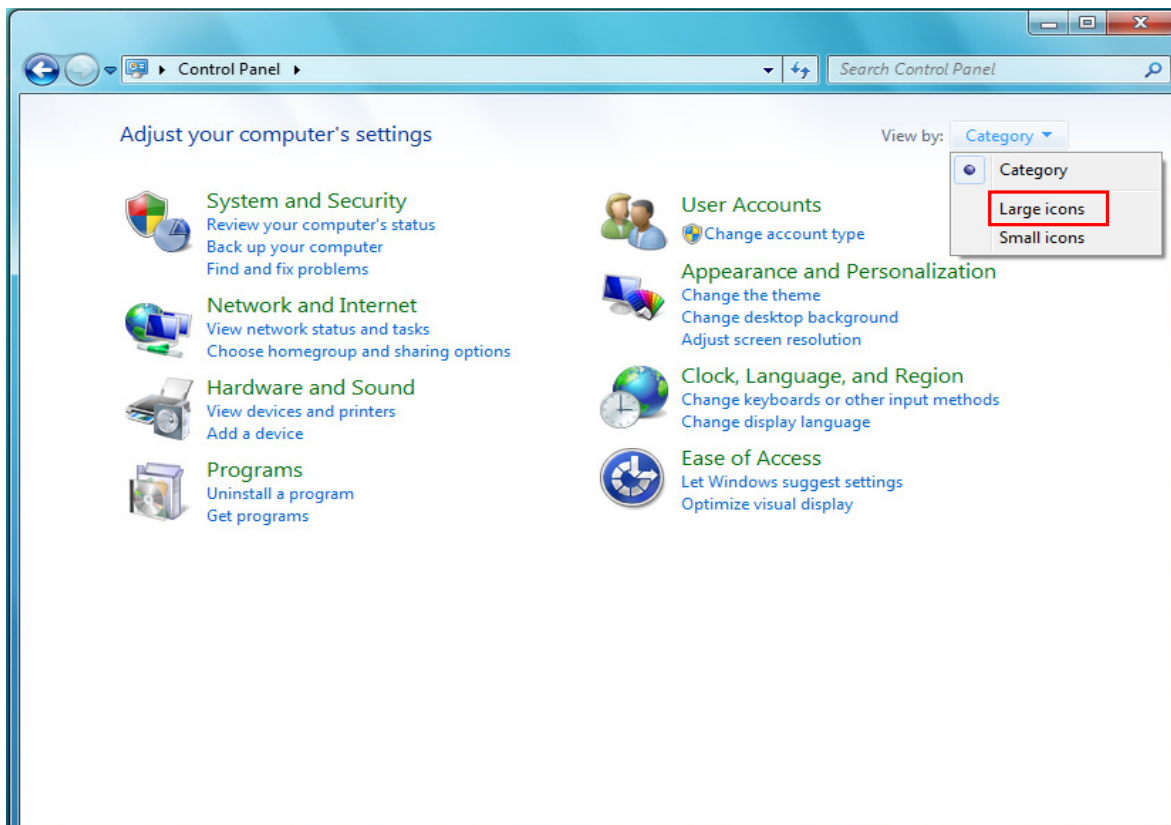 Control Panel
Search Control Panel
Adjust your computer's settings
View by: Category
Category
Large icons
Small icons
System and Security
Review your computer's status
Back up your computer
Find and fix problems
Network and Internet
View network status and tasks
Choose homegroup and sharing options
Hardware and Sound
View devices and printers
Add a device
Programs
Uninstall a program
Get programs
User Accounts
Change account type
Appearance and Personalization
Change the theme
Change desktop background
Adjust screen resolution
Clock, Language, and Region
Change keyboards or other input methods
Change display language
Ease of Access
Let Windows suggest settings
Optimize visual display